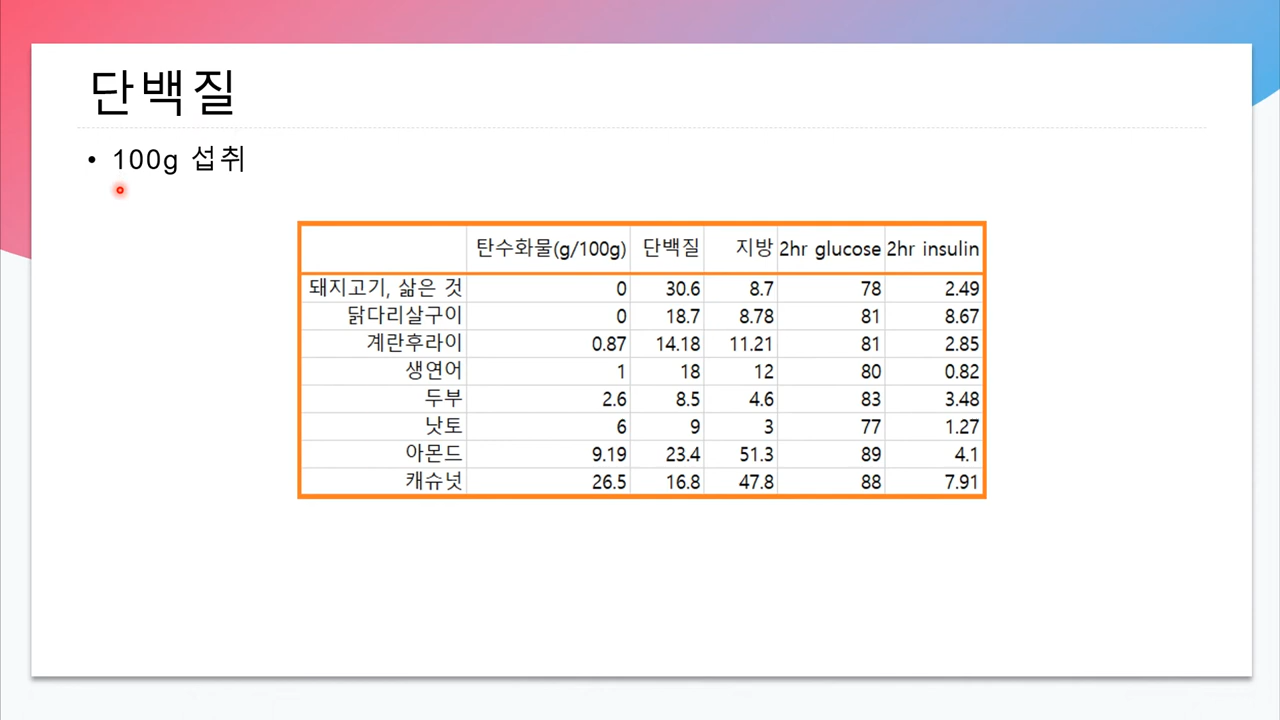 단백질
• 100g 섭취
탄수화물(g/100g) 단백질 지방 2hr glucose 2hr insulin
돼지고기, 삶은 것 0 30.6 8.7 78 2.49
닭다리살구이 0 18.7 8.78 81 8.67
계란후라이 0.87 14.18 11.21 81 2.85
생연어 1 18 12 80 0.82
두부 2.6 8.5 4.6 83 3.48
낫토 6 9 3 77 1.27
아몬드 9.19 23.4 51.3 89 4.1
캐슈넛 26.5 16.8 47.8 88 7.91